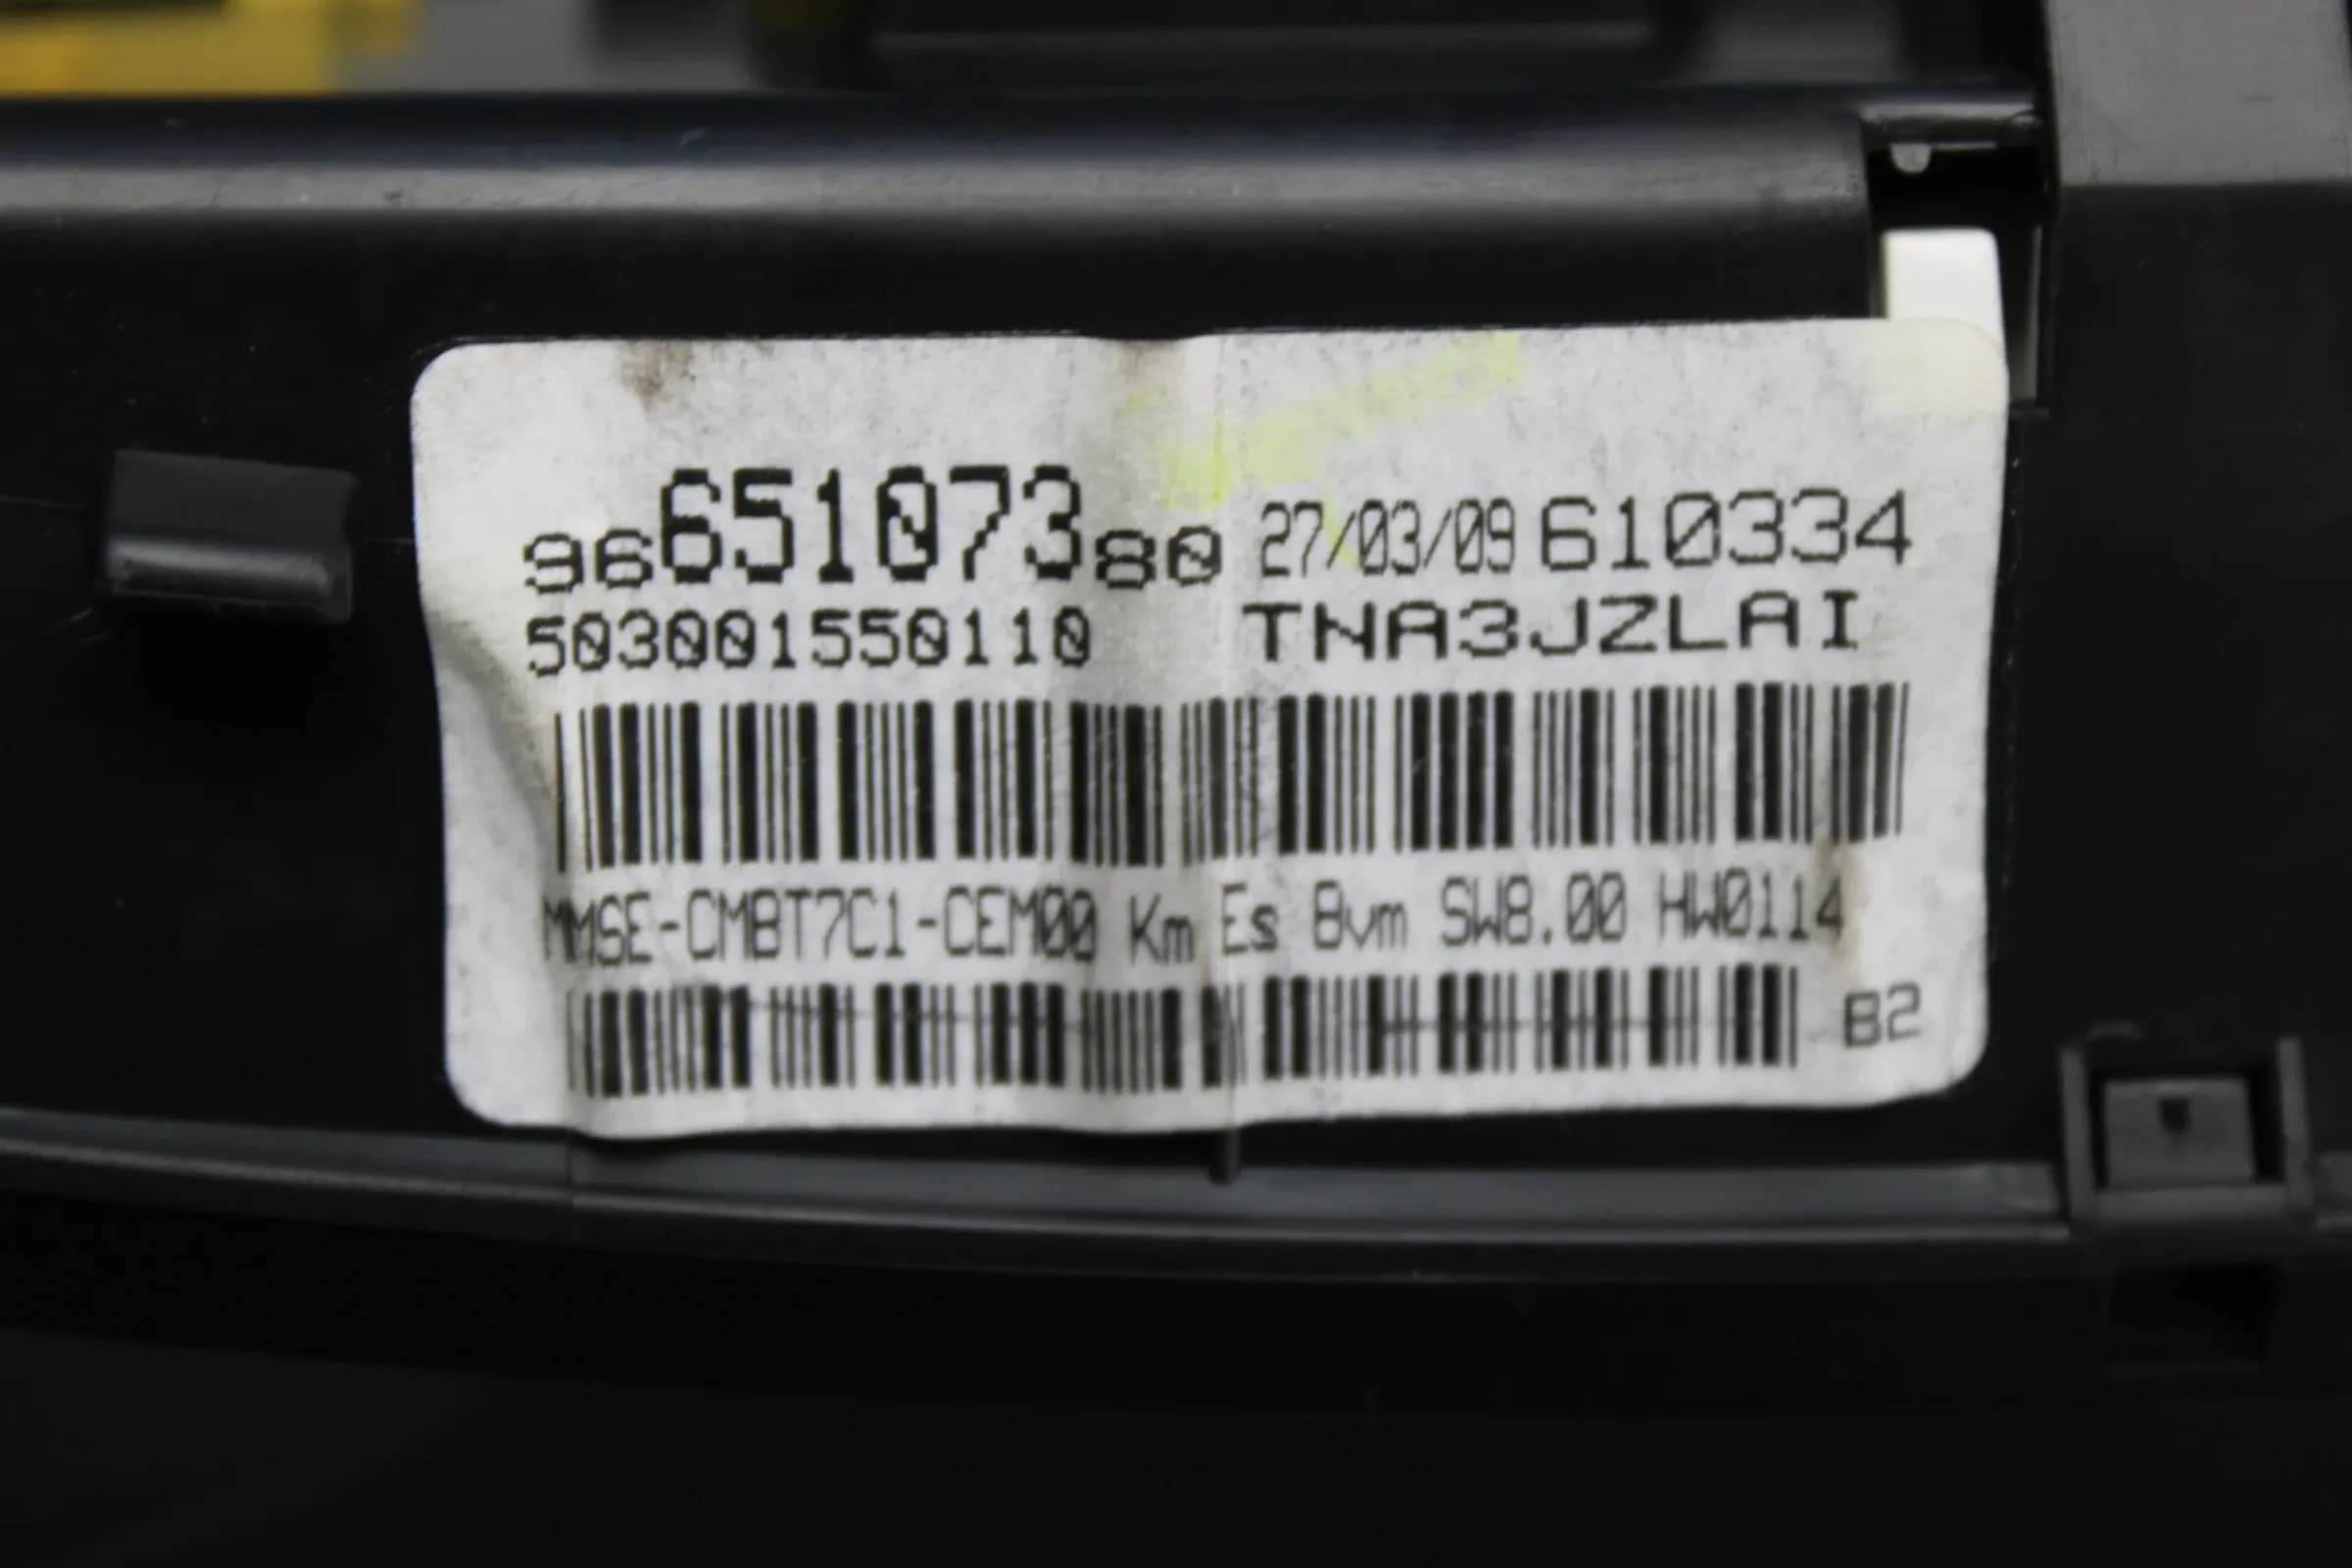 9665107380 27/03/09 610334
503001550110 TNA3JZLAI
MMSE-CMBT7C1-CEM00 Km Es Bvm SW8.00 HW0114
B2